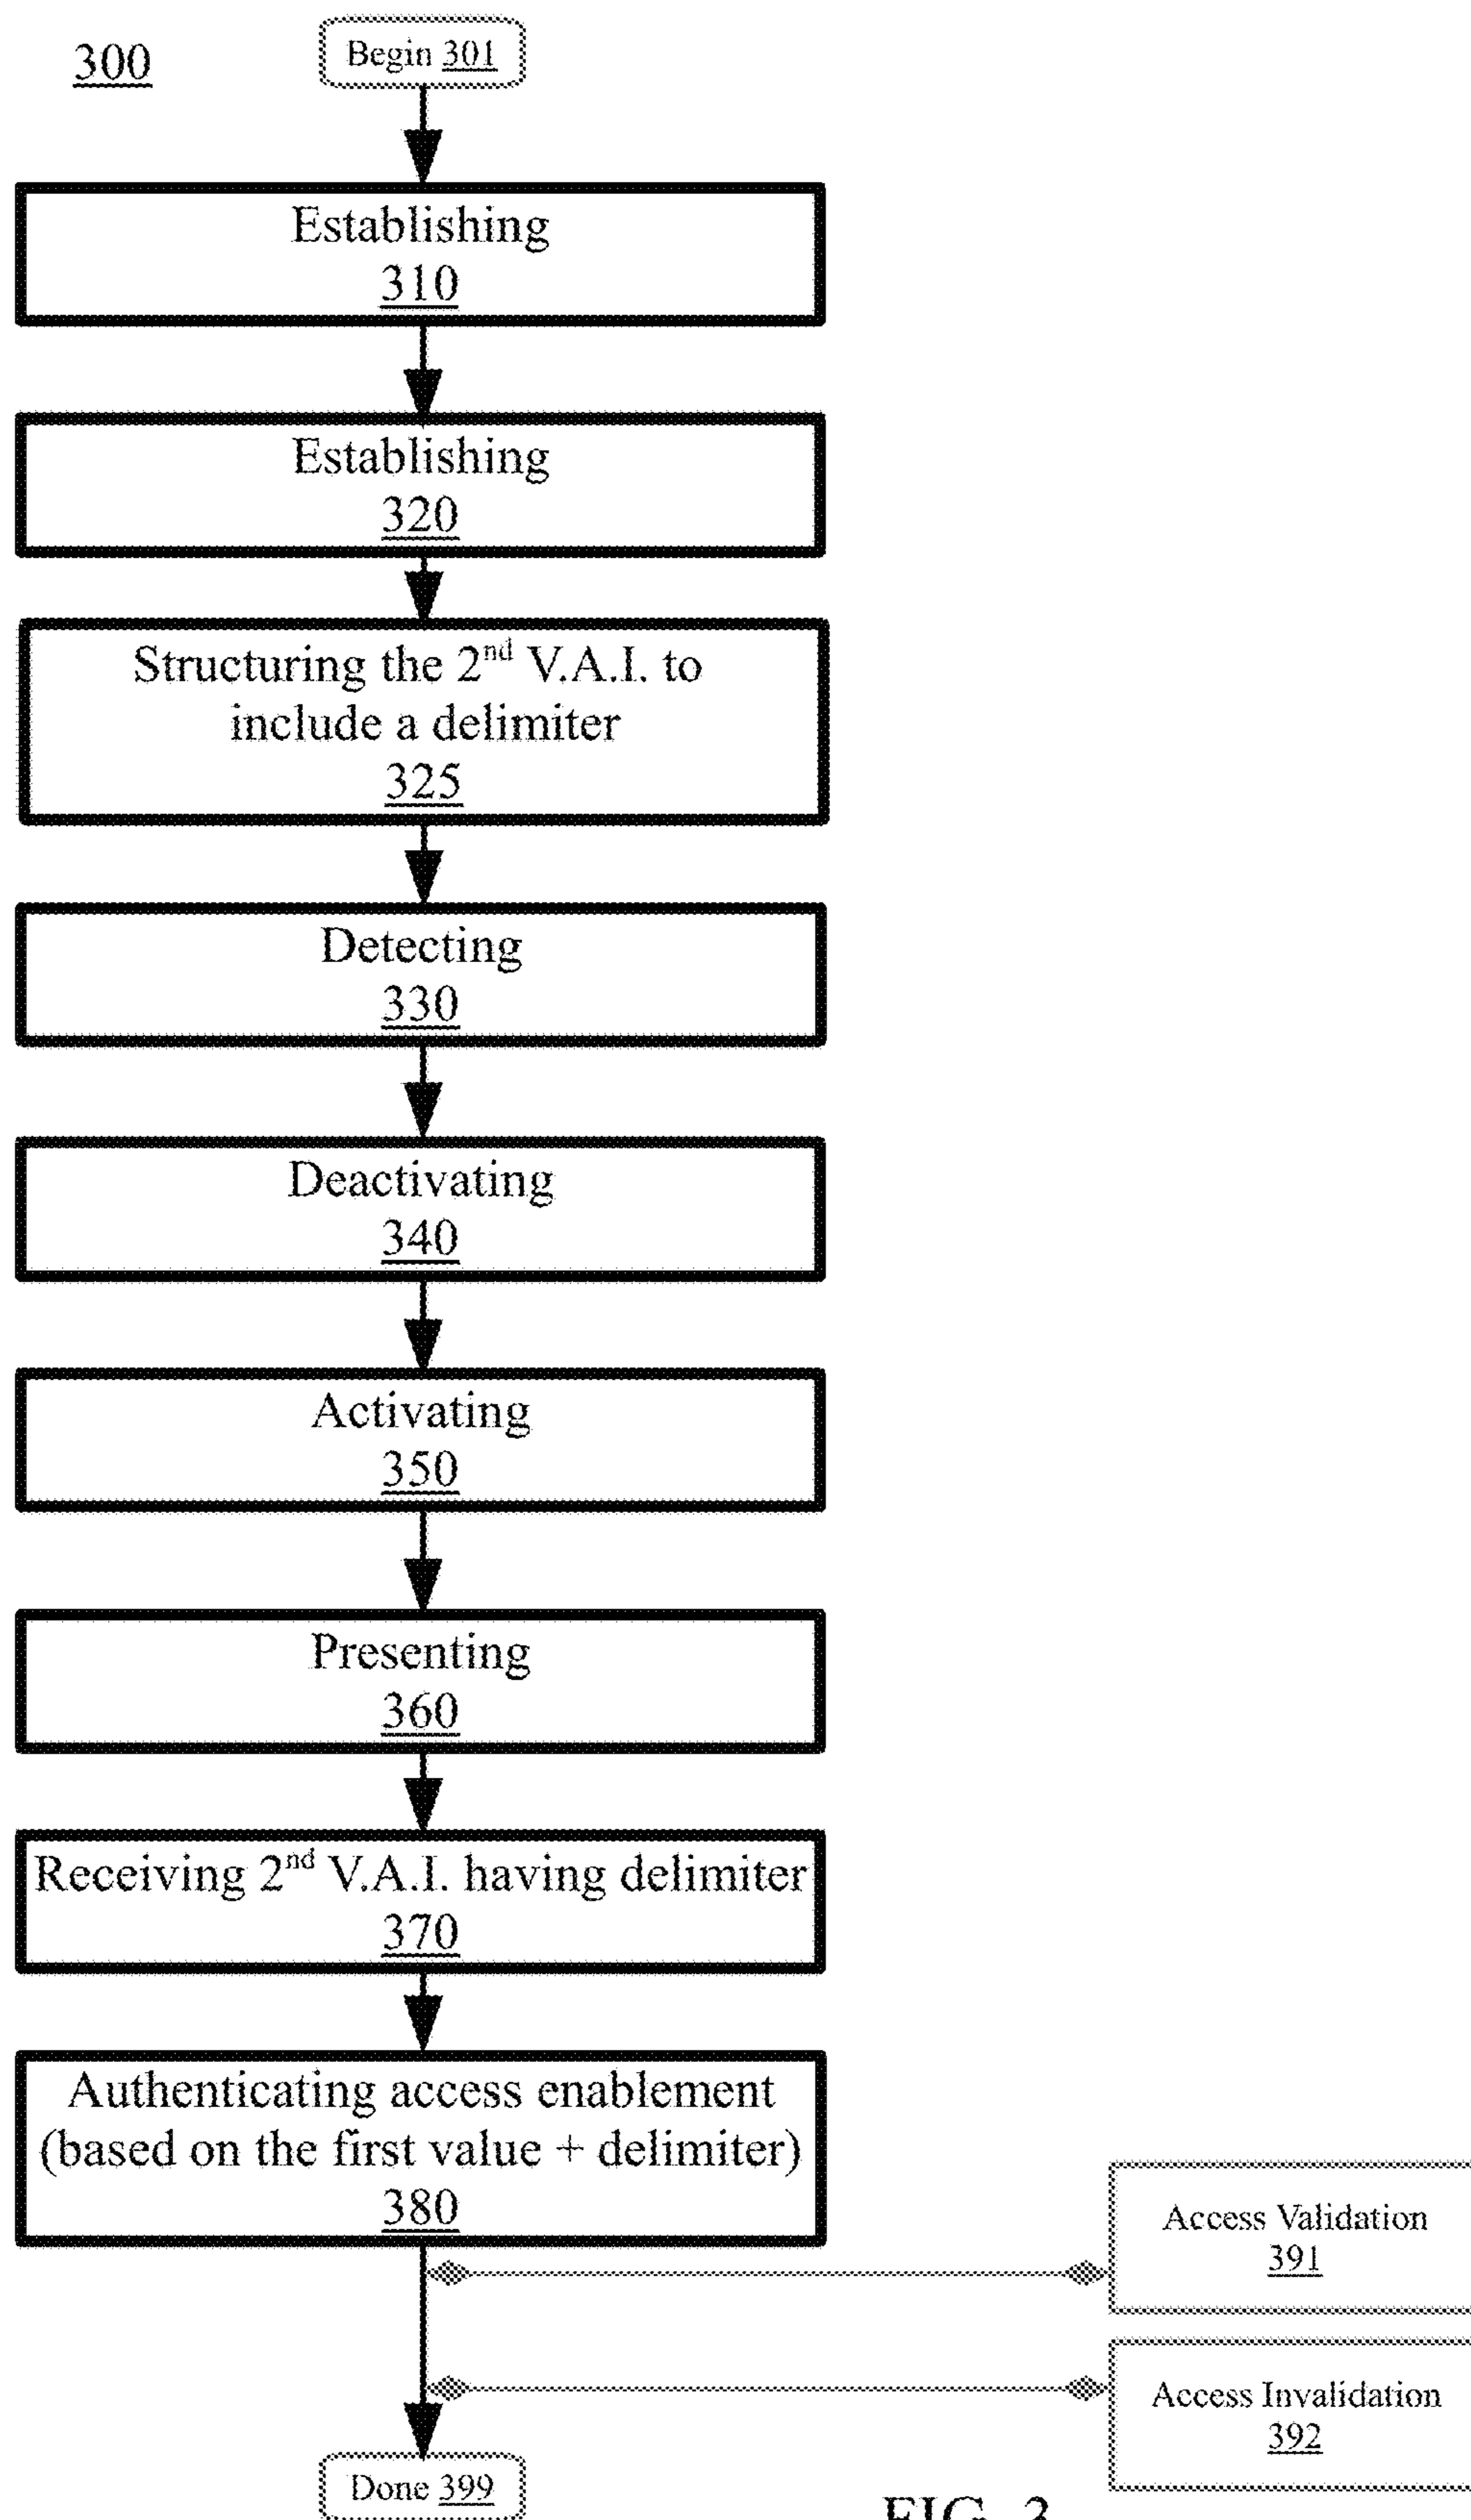 300
Begin 301
Establishing
310
Establishing
320
Structuring the 2nd V.A.I. to
include a delimiter
325
Detecting
330
Deactivating
340
Activating
350
Presenting
360
Receiving 2nd V.A.I. having delimiter
370
Authenticating access enablement
(based on the first value + delimiter)
380
Access Validation
391
Access Invalidation
392
Done 399
FIG. 3